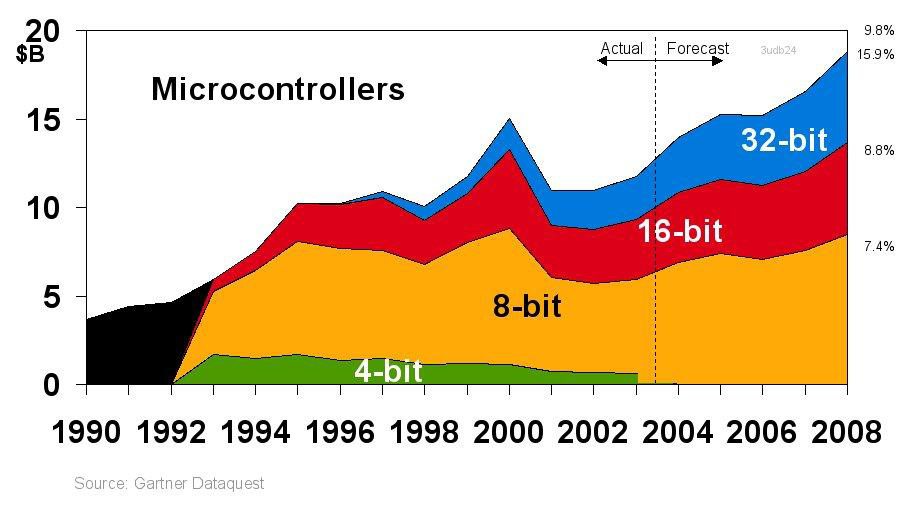 20
$B
15
10
5
0
Microcontrollers
Actual Forecast
3udb24
9.8%
15.9%
8.8%
7.4%
32-bit
16-bit
8-bit
4-bit
1990 1992 1994 1996 1998 2000 2002 2004 2006 2008
Source: Gartner Dataquest